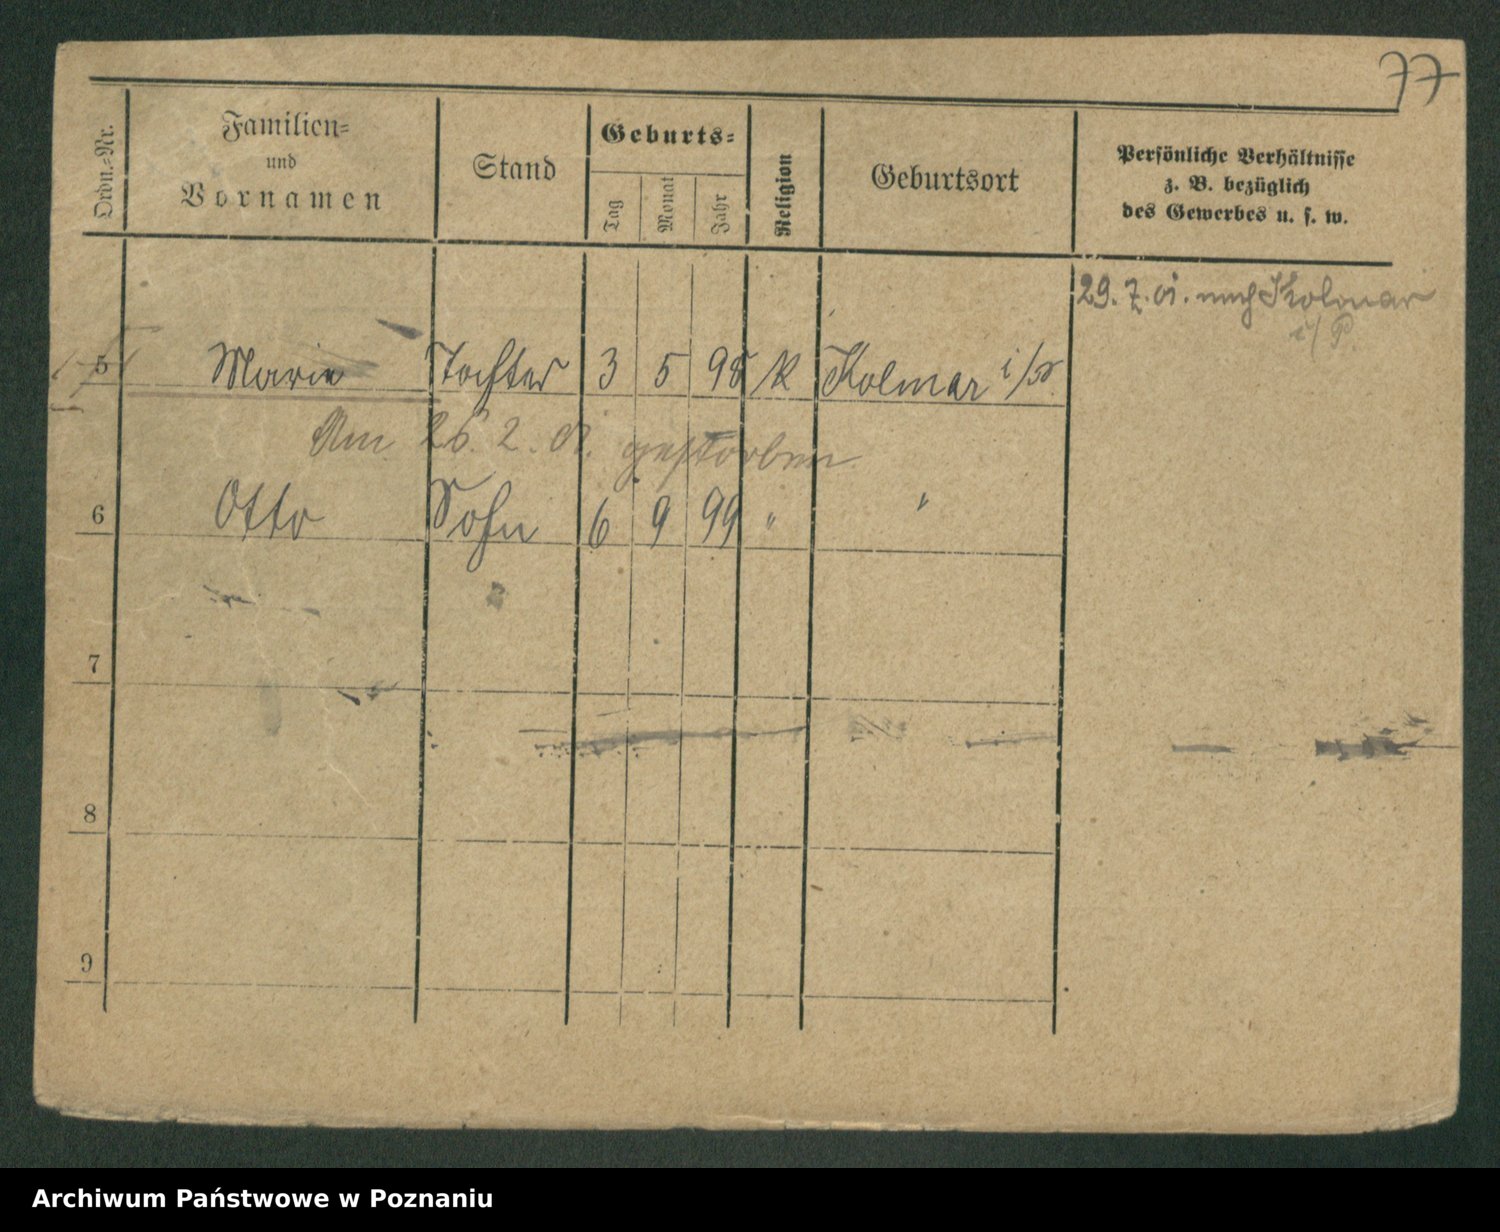 77
Ordn.-Nr.
Familien-
und
Vornamen
Stand
Geburts-
Tag
Monat
Jahr
Religion
Geburtsort
Persönliche Verhältnisse
z. B. bezüglich
des Gewerbes u. s. w.
29. 7. 01. nach Kolmar
i/P.
5 Marie Tochter 3 5 98 K Kolmar i/P.
Am 26. 2. 01. gestorben.
6 Otto Sohn 6 9 99 " "
7
8
9
Archiwum Państwowe w Poznaniu